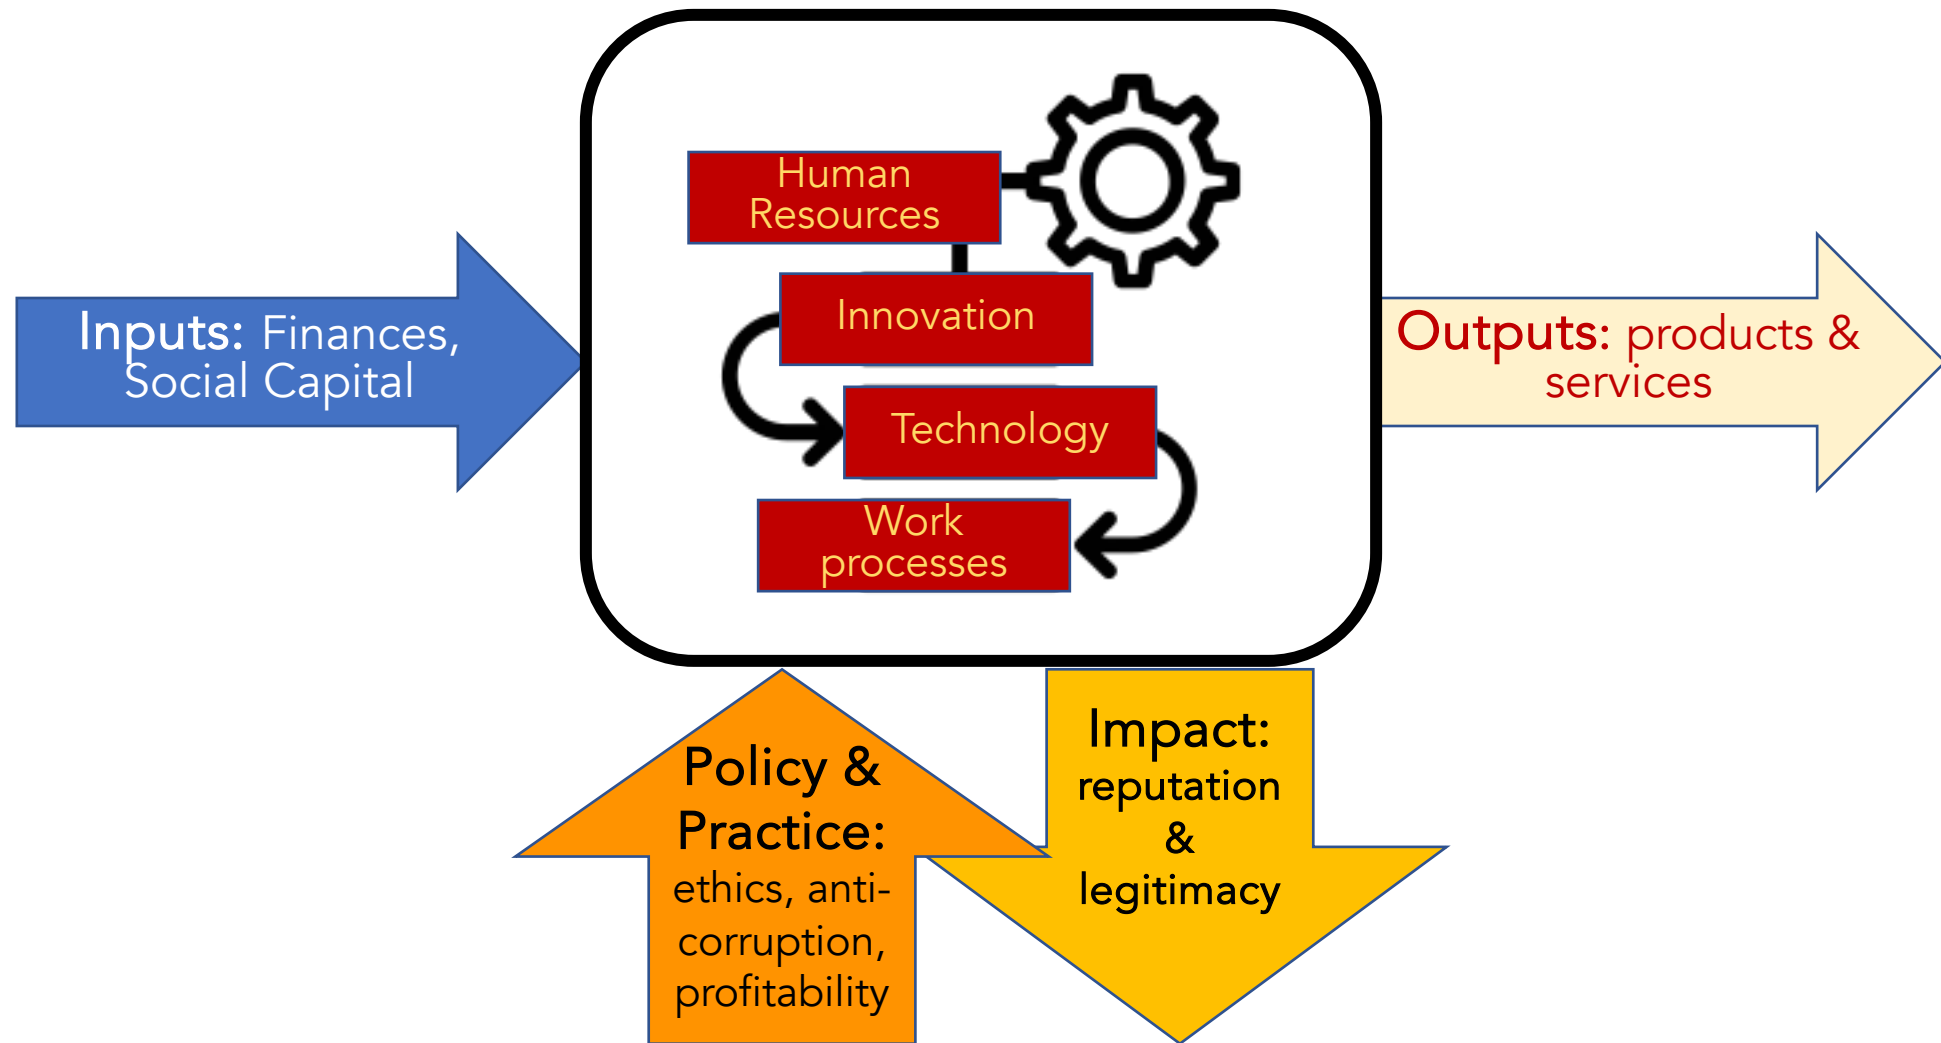 Human
Resources
Innovation
Inputs: Finances,
Social Capital
Outputs: products &
services
Technology
Work
processes
Policy &
Practice:
ethics, anti-
corruption,
profitability
Impact:
reputation
&
legitimacy